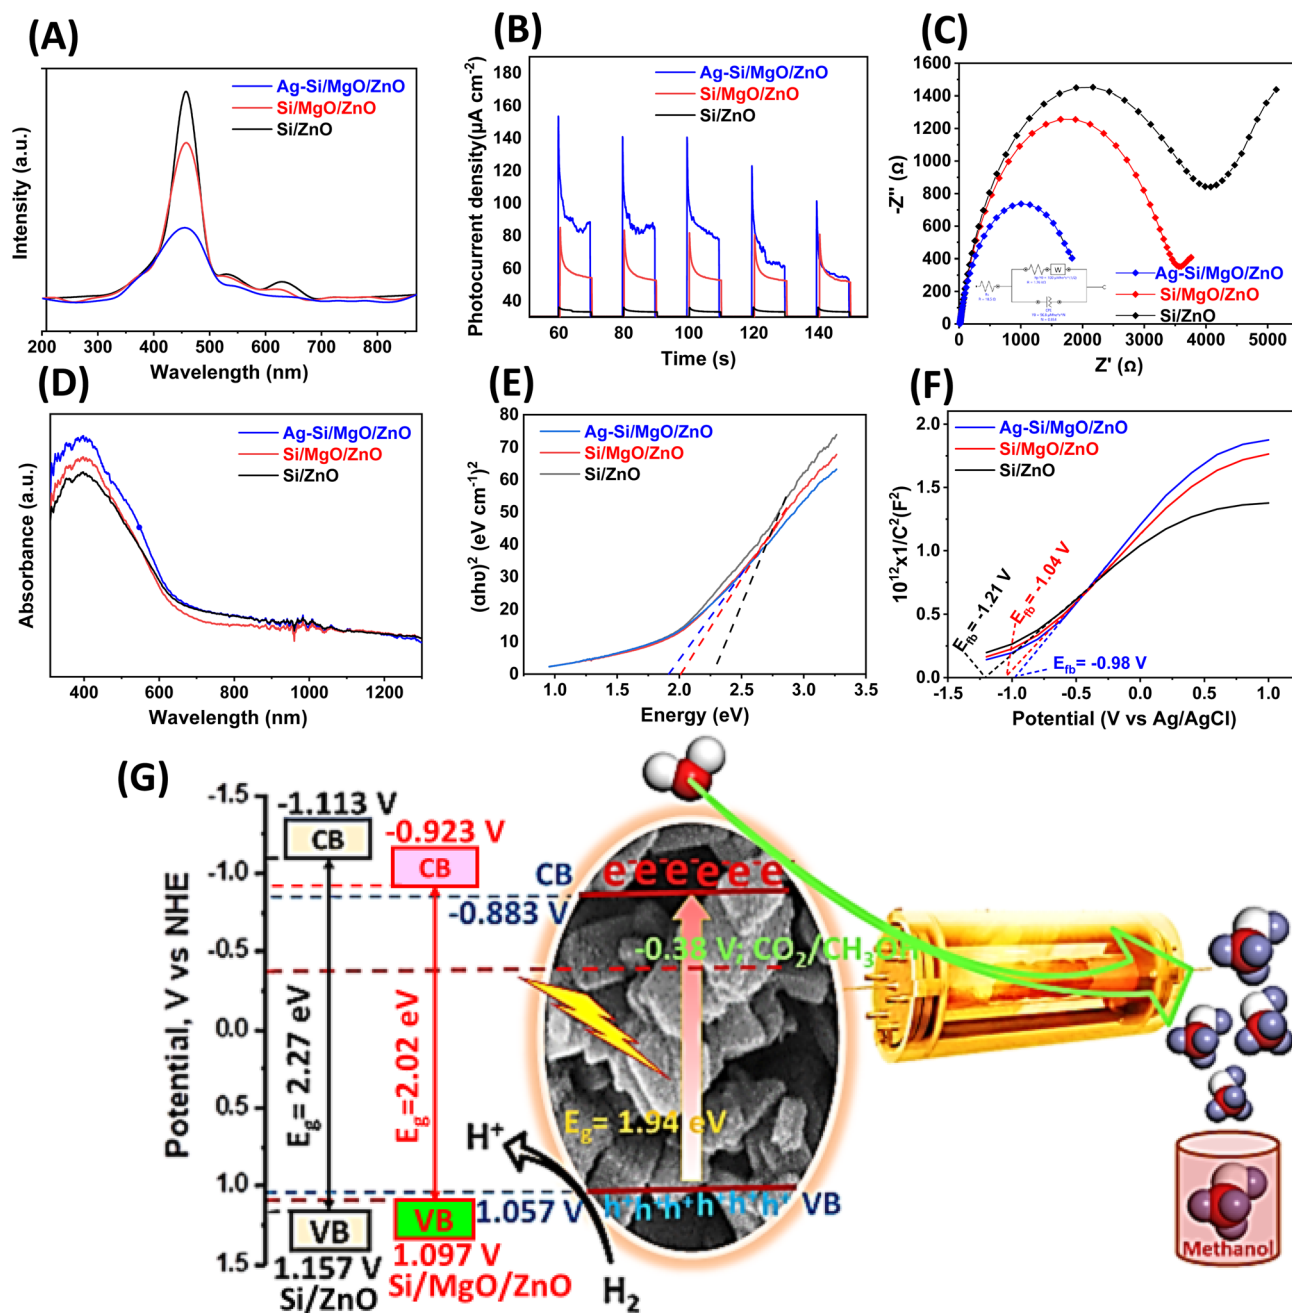 (A)
Intensity (a.u.)
Ag-Si/MgO/ZnO
Si/MgO/ZnO
Si/ZnO
200 300 400 500 600 700 800
Wavelength (nm)
(B)
Photocurrent density(µA cm⁻²)
180
160
140
120
100
80
60
40
Ag-Si/MgO/ZnO
Si/MgO/ZnO
Si/ZnO
60 80 100 120 140
Time (s)
(C)
-Z'' (Ω)
1600
1400
1200
1000
800
600
400
200
0
Ag-Si/MgO/ZnO
Si/MgO/ZnO
Si/ZnO
W
0 1000 2000 3000 4000 5000
Z' (Ω)
(D)
Absorbance (a.u.)
Ag-Si/MgO/ZnO
Si/MgO/ZnO
Si/ZnO
400 600 800 1000 1200
Wavelength (nm)
(E)
(αhυ)² (eV cm⁻¹)²
80
70
60
50
40
30
20
10
0
Ag-Si/MgO/ZnO
Si/MgO/ZnO
Si/ZnO
1.0 1.5 2.0 2.5 3.0 3.5
Energy (eV)
(F)
10¹²x1/C²(F²)
2.0
1.5
1.0
0.5
0.0
Ag-Si/MgO/ZnO
Si/MgO/ZnO
Si/ZnO
E_fb= -1.21 V
E_fb= -1.04 V
E_fb= -0.98 V
-1.5 -1.0 -0.5 0.0 0.5 1.0
Potential (V vs Ag/AgCl)
(G)
Potential, V vs NHE
-1.5
-1.0
-0.5
0.0
0.5
1.0
1.5
-1.113 V
CB
E_g= 2.27 eV
VB
1.157 V
Si/ZnO
-0.923 V
CB
E_g=2.02 eV
VB
1.097 V
Si/MgO/ZnO
CB
e⁻e⁻e⁻e⁻e⁻e⁻
-0.883 V
-0.38 V; CO₂/CH₃OH
E_g= 1.94 eV
H⁺
1.057 V
h⁺h⁺h⁺h⁺h⁺h⁺h⁺
VB
H₂
Methanol